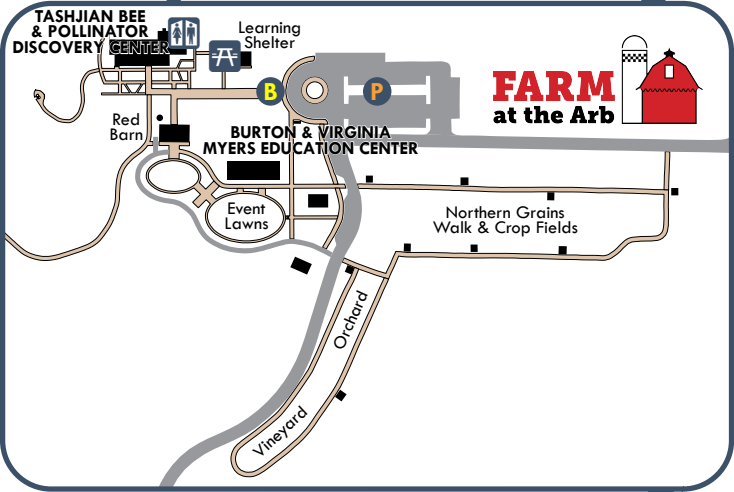 TASHJIAN BEE
& POLLINATOR
DISCOVERY CENTER
Learning
Shelter
B
P
FARM
at the Arb
Red
Barn
BURTON & VIRGINIA
MYERS EDUCATION CENTER
Event
Lawns
Northern Grains
Walk & Crop Fields
Orchard
Vineyard